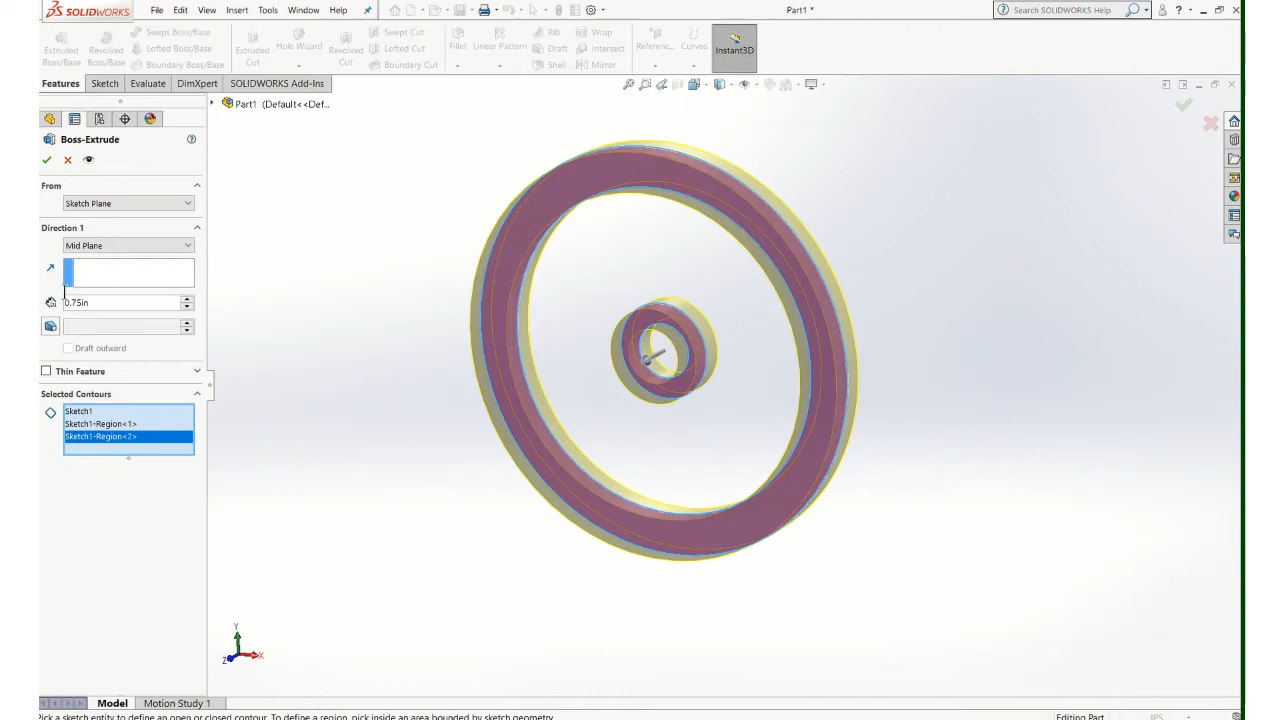 SOLIDWORKS File Edit View Insert Tools Window Help Part1 * Search SOLIDWORKS Help
Extruded Boss/Base
Revolved Boss/Base
Swept Boss/Base
Lofted Boss/Base
Boundary Boss/Base
Extruded Cut
Hole Wizard
Revolved Cut
Swept Cut
Lofted Cut
Boundary Cut
Fillet
Linear Pattern
Rib
Draft
Shell
Wrap
Intersect
Mirror
Referenc...
Curves
Instant3D
Features Sketch Evaluate DimXpert SOLIDWORKS Add-Ins
Part1 (Default<<Def...
Boss-Extrude
From
Sketch Plane
Direction 1
Mid Plane
0.75in
Draft outward
Thin Feature
Selected Contours
Sketch1
Sketch1-Region<1>
Sketch1-Region<2>
Y
X
Z
Model Motion Study 1
Pick a sketch entity to define an open or closed contour. To define a region, pick inside an area bounded by sketch geometry. Editing Part IPS